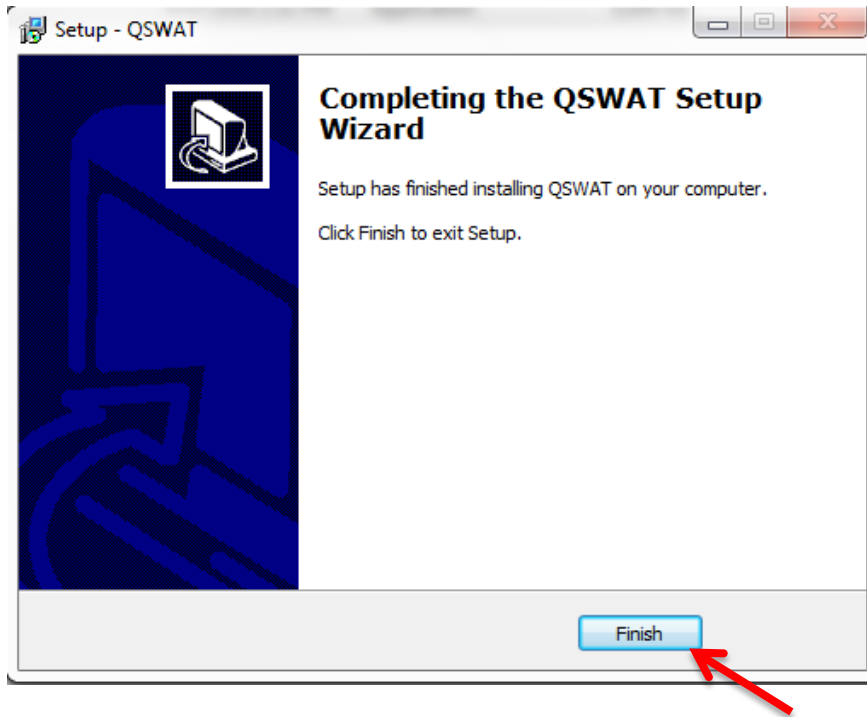 Setup - QSWAT
Completing the QSWAT Setup
Wizard
Setup has finished installing QSWAT on your computer.
Click Finish to exit Setup.
Finish